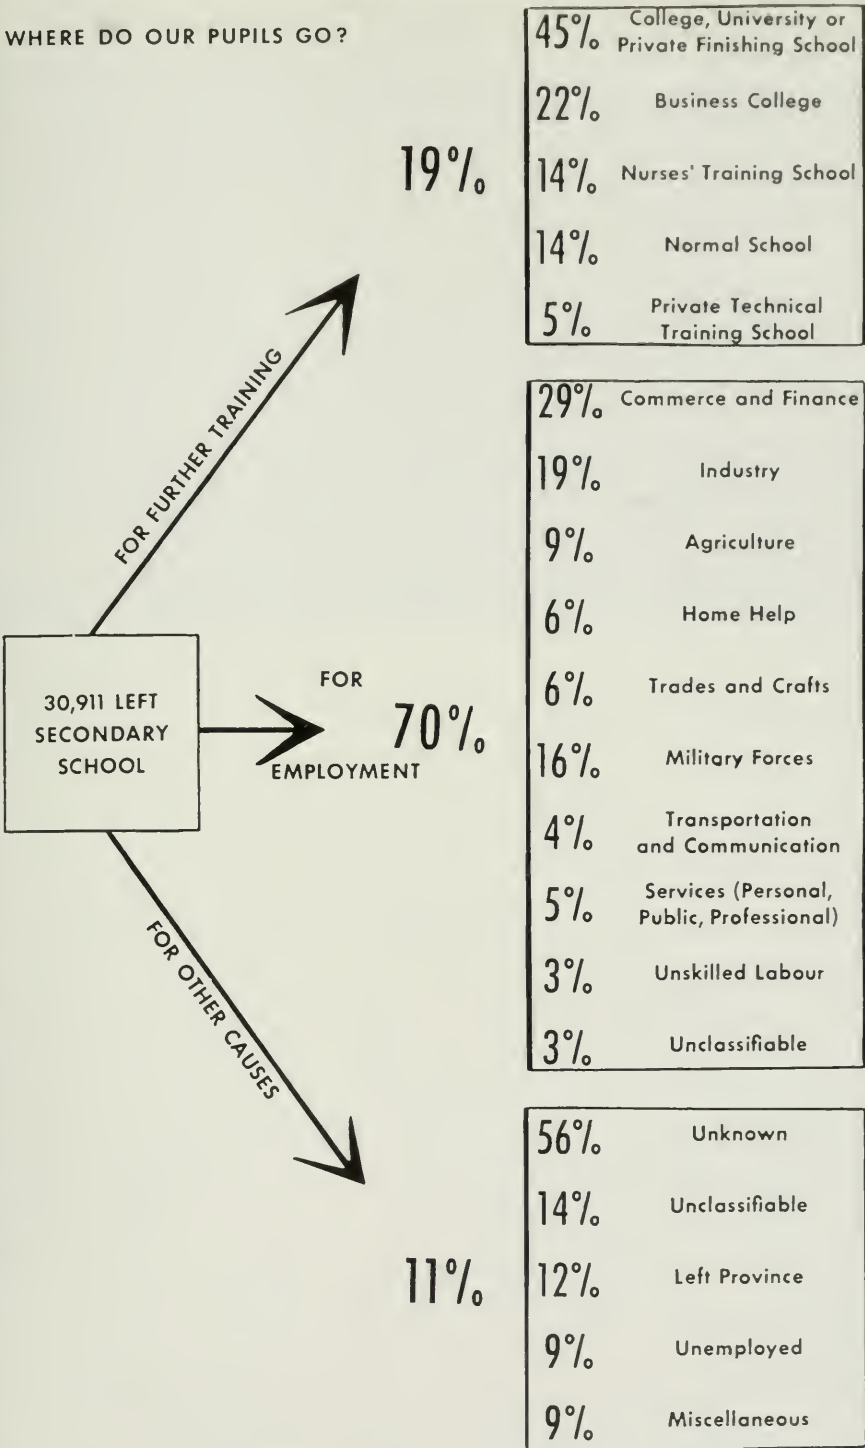 WHERE DO OUR PUPILS GO?
19%
45% College, University or
Private Finishing School
22% Business College
14% Nurses' Training School
14% Normal School
5% Private Technical
Training School
FOR FURTHER TRAINING
30,911 LEFT
SECONDARY
SCHOOL
FOR
EMPLOYMENT
70%
29% Commerce and Finance
19% Industry
9% Agriculture
6% Home Help
6% Trades and Crafts
16% Military Forces
4% Transportation
and Communication
5% Services (Personal,
Public, Professional)
3% Unskilled Labour
3% Unclassifiable
FOR OTHER CAUSES
11%
56% Unknown
14% Unclassifiable
12% Left Province
9% Unemployed
9% Miscellaneous